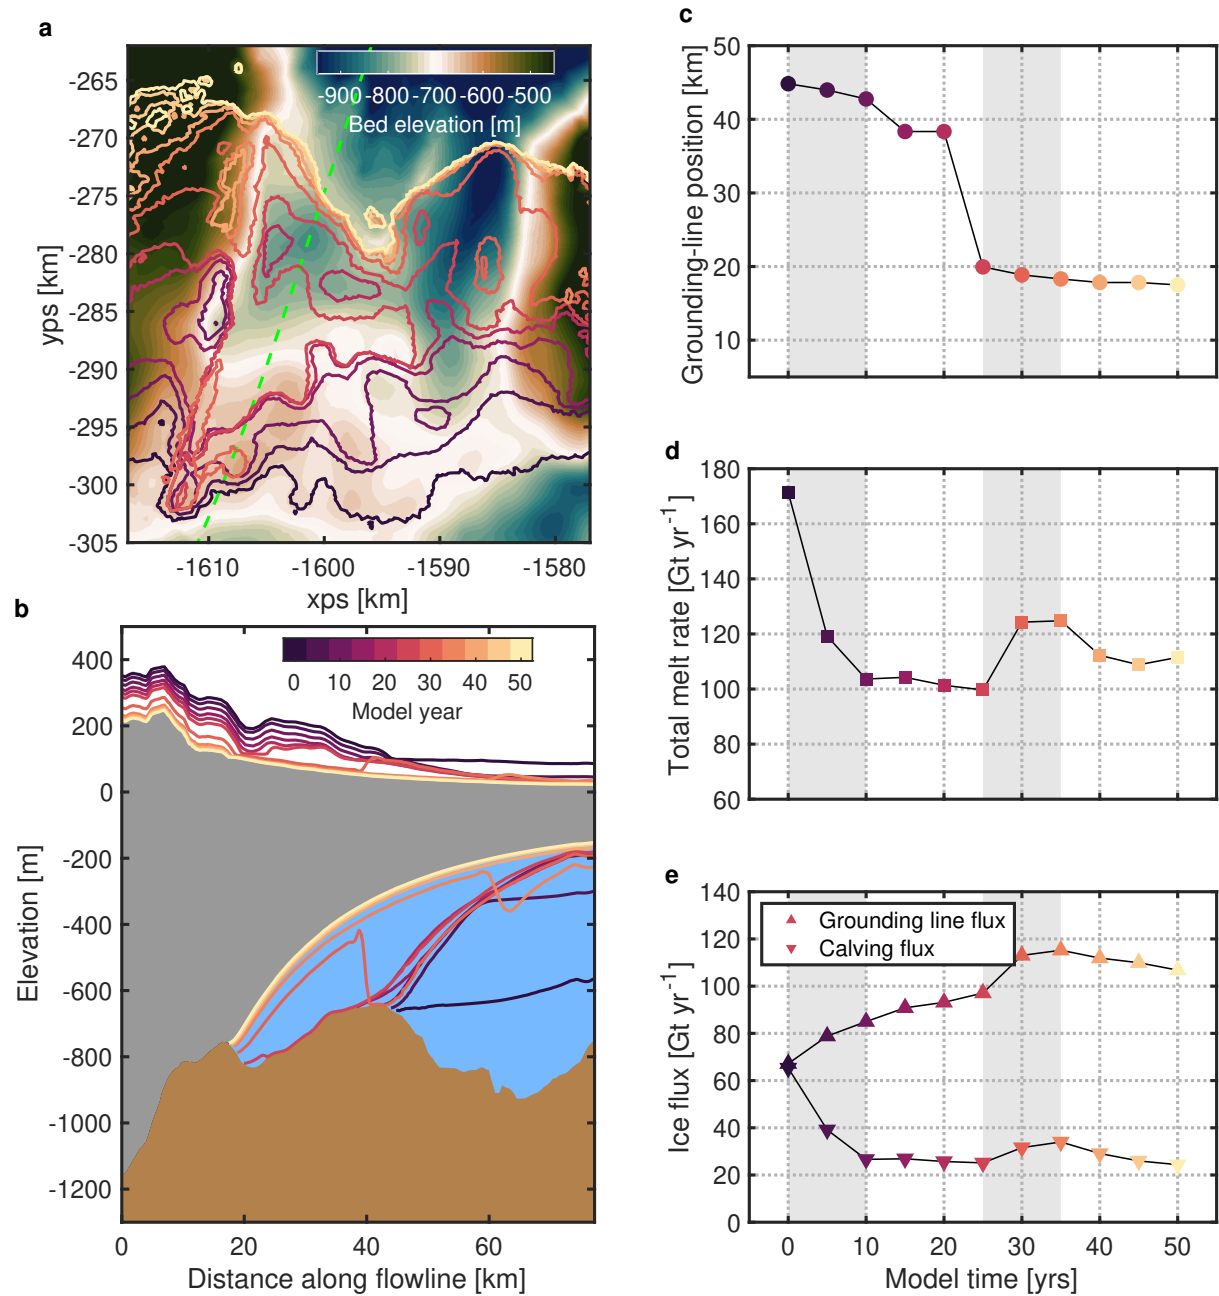 a
-265
-270
-275
-280
-285
-290
-295
-300
-305
yps [km]
-900 -800 -700 -600 -500
Bed elevation [m]
-1610 -1600 -1590 -1580
xps [km]
b
400
200
0
-200
-400
-600
-800
-1000
-1200
Elevation [m]
0 10 20 30 40 50
Model year
0 20 40 60
Distance along flowline [km]
c
50
40
30
20
10
Grounding-line position [km]
d
180
160
140
120
100
80
60
Total melt rate [Gt yr⁻¹]
e
140
120
100
80
60
40
20
0
Ice flux [Gt yr⁻¹]
Grounding line flux
Calving flux
0 10 20 30 40 50
Model time [yrs]